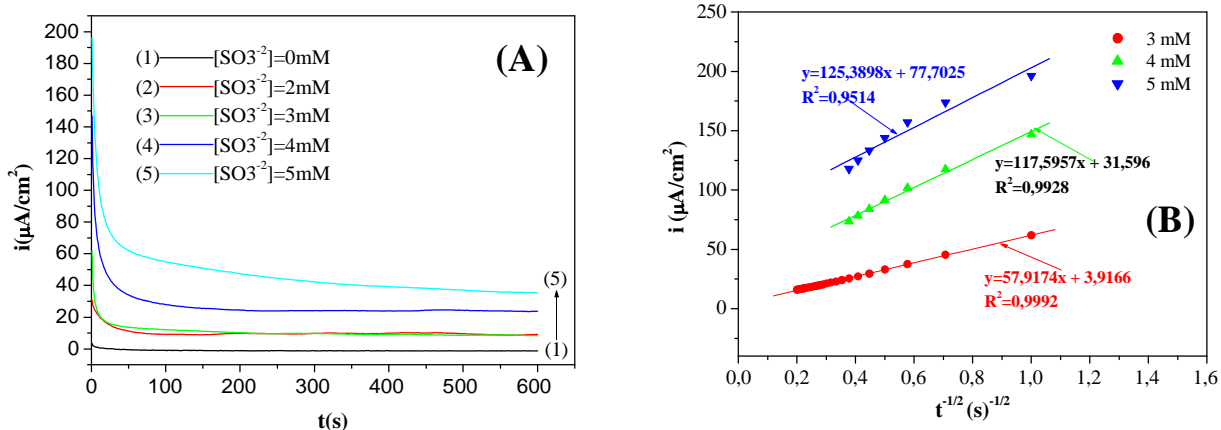 200
180
160
140
120
100
80
60
40
20
0
i(µA/cm²)
(A)
(1) [SO3⁻²]=0mM
(2) [SO3⁻²]=2mM
(3) [SO3⁻²]=3mM
(4) [SO3⁻²]=4mM
(5) [SO3⁻²]=5mM
(5)
(1)
0 100 200 300 400 500 600
t(s)
250
200
150
100
50
0
i (µA/cm²)
3 mM
4 mM
5 mM
y=125,3898x + 77,7025
R²=0,9514
y=117,5957x + 31,596
R²=0,9928
(B)
y=57,9174x + 3,9166
R²=0,9992
0,0 0,2 0,4 0,6 0,8 1,0 1,2 1,4 1,6
t⁻¹/² (s)⁻¹/²